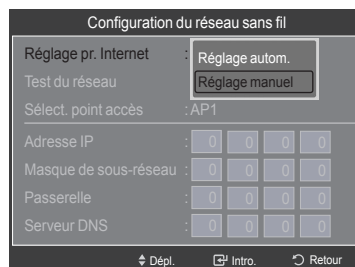 Configuration du réseau sans fil
Réglage pr. Internet : Réglage autom.
Test du réseau Réglage manuel
Sélect. point accès : AP1
Adresse IP : 0 0 0 0
Masque de sous-réseau : 0 0 0 0
Passerelle : 0 0 0 0
Serveur DNS : 0 0 0 0
Dépl. Intro. Retour